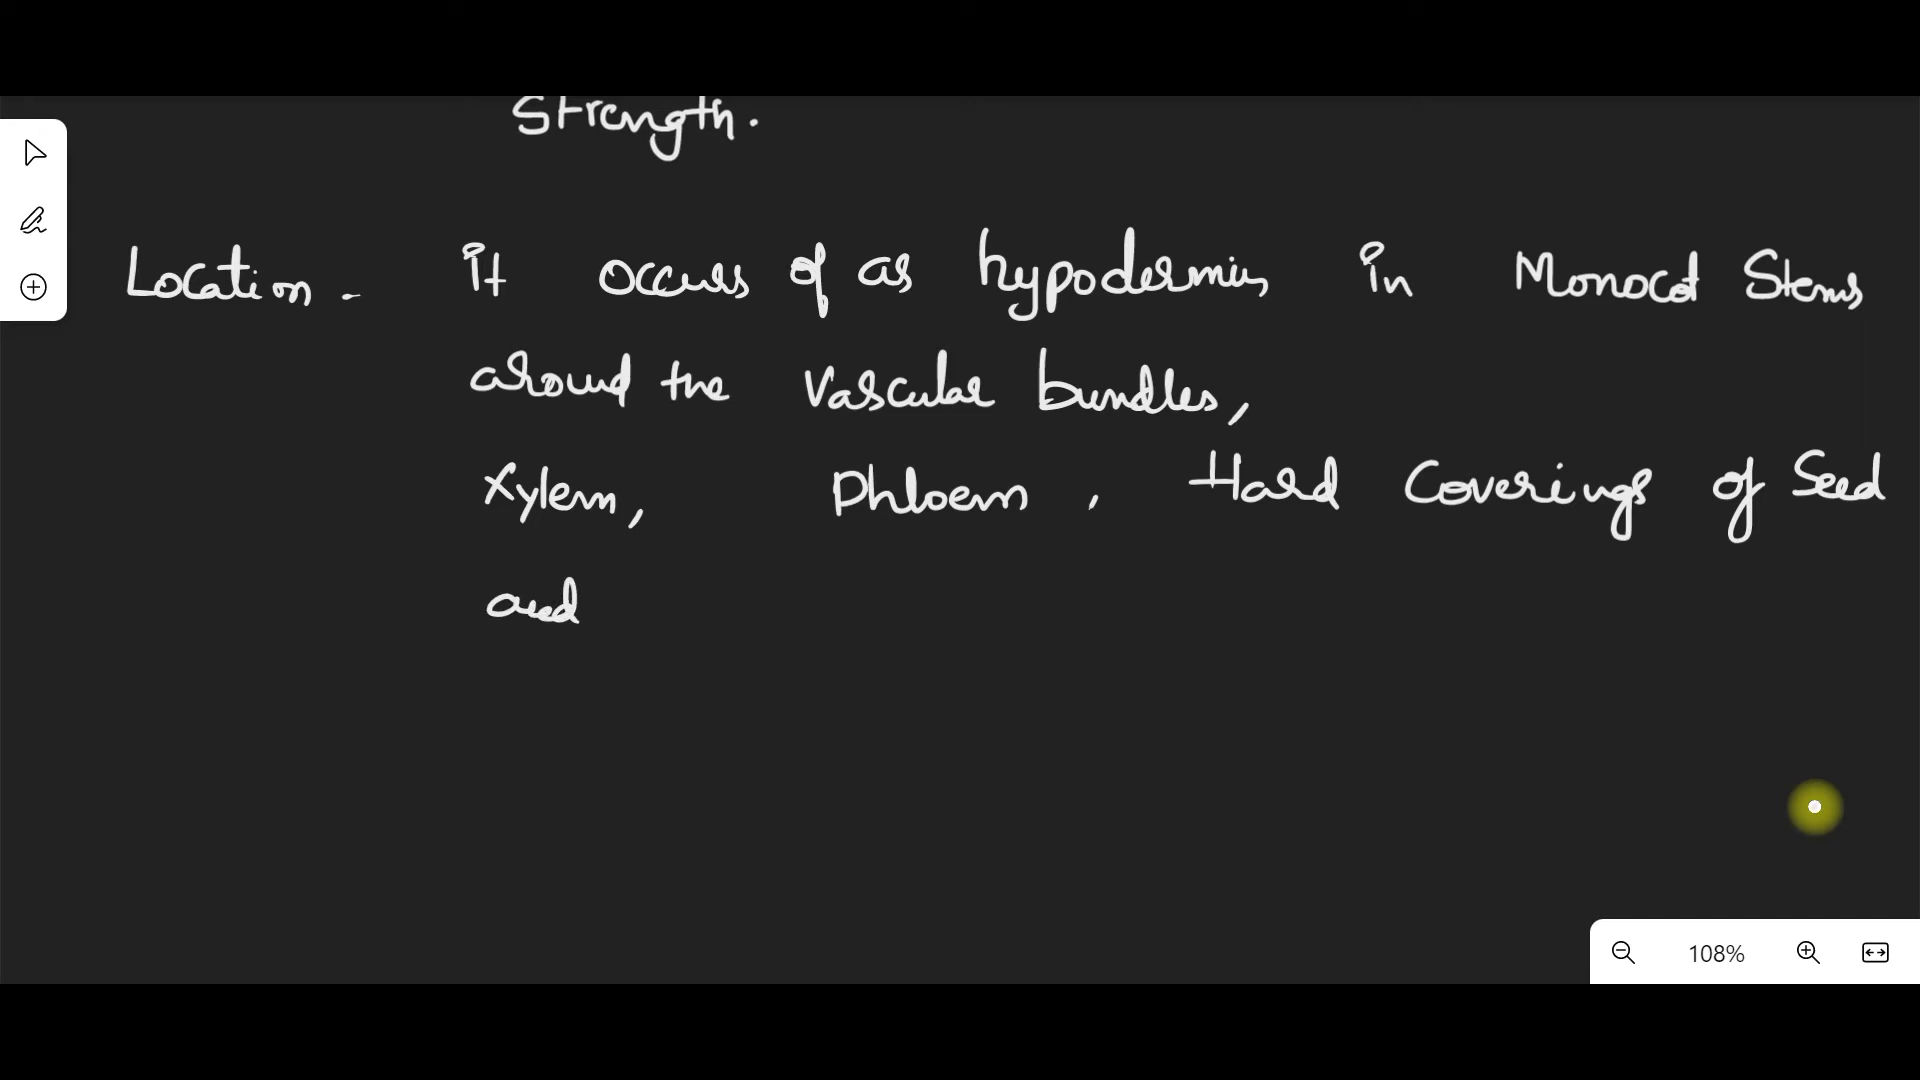 Strength.
Location - it occurs of as hypodermis in Monocot Stems
around the Vascular bundles,
Xylem, Phloem, Hard Coverings of Seed
and
108%